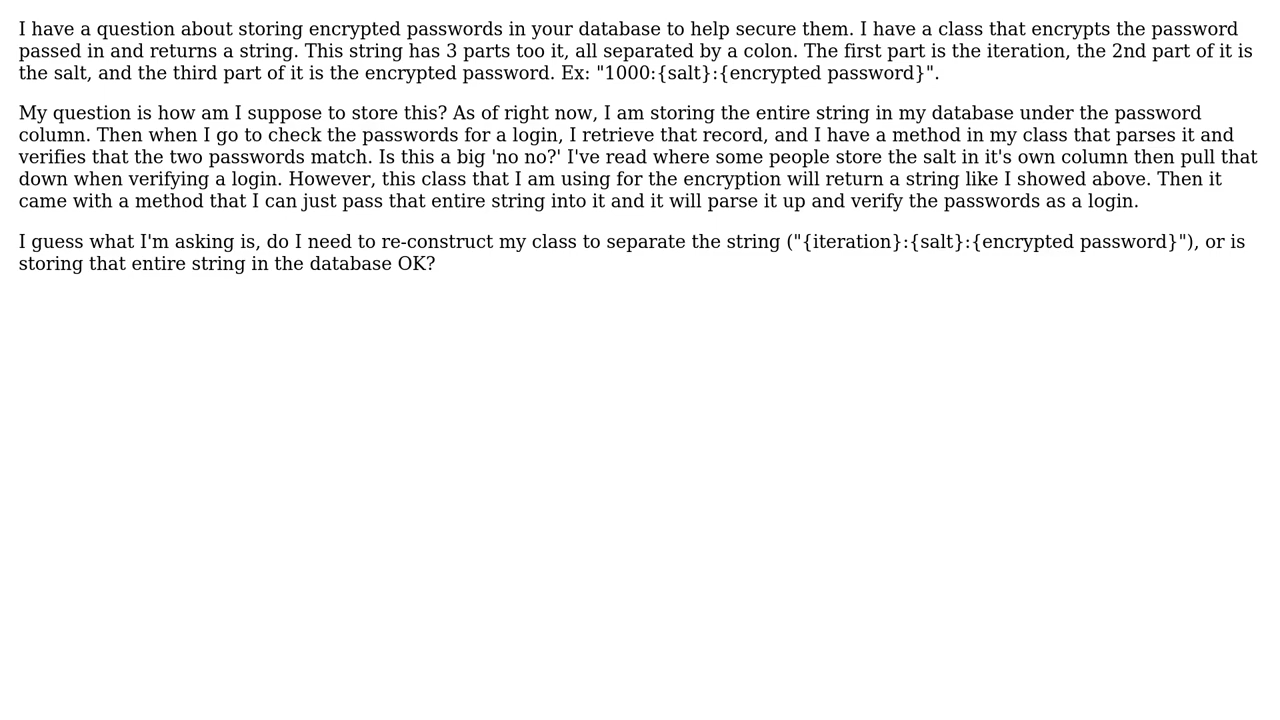 I have a question about storing encrypted passwords in your database to help secure them. I have a class that encrypts the password
passed in and returns a string. This string has 3 parts too it, all separated by a colon. The first part is the iteration, the 2nd part of it is
the salt, and the third part of it is the encrypted password. Ex: "1000:{salt}:{encrypted password}".
My question is how am I suppose to store this? As of right now, I am storing the entire string in my database under the password
column. Then when I go to check the passwords for a login, I retrieve that record, and I have a method in my class that parses it and
verifies that the two passwords match. Is this a big 'no no?' I've read where some people store the salt in it's own column then pull that
down when verifying a login. However, this class that I am using for the encryption will return a string like I showed above. Then it
came with a method that I can just pass that entire string into it and it will parse it up and verify the passwords as a login.
I guess what I'm asking is, do I need to re-construct my class to separate the string ("{iteration}:{salt}:{encrypted password}"), or is
storing that entire string in the database OK?